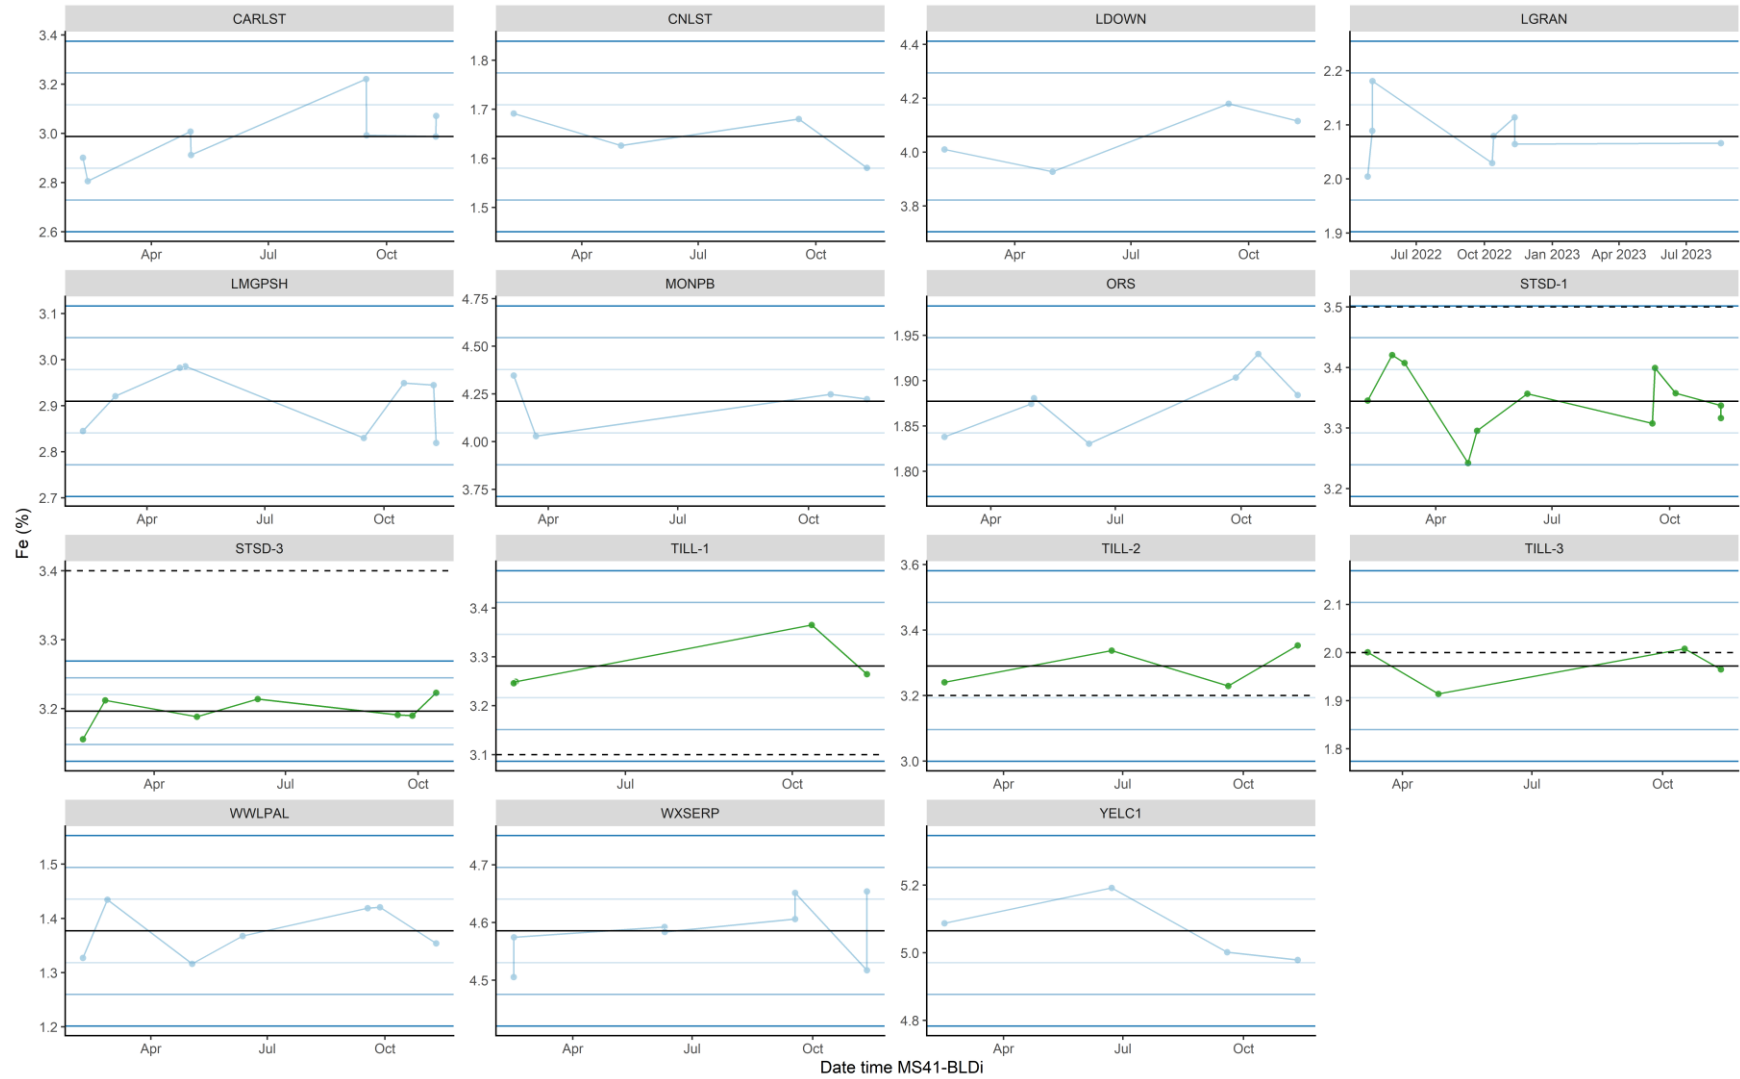 CARLST CNLST LDOWN LGRAN
3.4
3.2
3.0
2.8
2.6
Apr Jul Oct
1.8
1.7
1.6
1.5
Apr Jul Oct
4.4
4.2
4.0
3.8
Apr Jul Oct
2.2
2.1
2.0
1.9
Jul 2022 Oct 2022 Jan 2023 Apr 2023 Jul 2023
LMGPSH MONPB ORS STSD-1
3.1
3.0
2.9
2.8
2.7
Apr Jul Oct
4.75
4.50
4.25
4.00
3.75
Apr Jul Oct
1.95
1.90
1.85
1.80
Apr Jul Oct
3.5
3.4
3.3
3.2
Apr Jul Oct
Fe (%)
STSD-3 TILL-1 TILL-2 TILL-3
3.4
3.3
3.2
Apr Jul Oct
3.4
3.3
3.2
3.1
Jul Oct
3.6
3.4
3.2
3.0
Apr Jul Oct
2.1
2.0
1.9
1.8
Apr Jul Oct
WWLPAL WXSERP YELC1
1.5
1.4
1.3
1.2
Apr Jul Oct
4.7
4.6
4.5
Apr Jul Oct
5.2
5.0
4.8
Apr Jul Oct
Date time MS41-BLDi